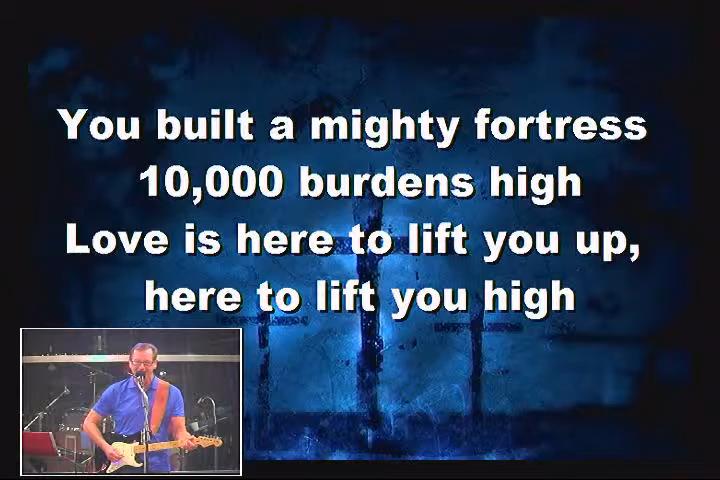 You built a mighty fortress
10,000 burdens high
Love is here to lift you up,
here to lift you high